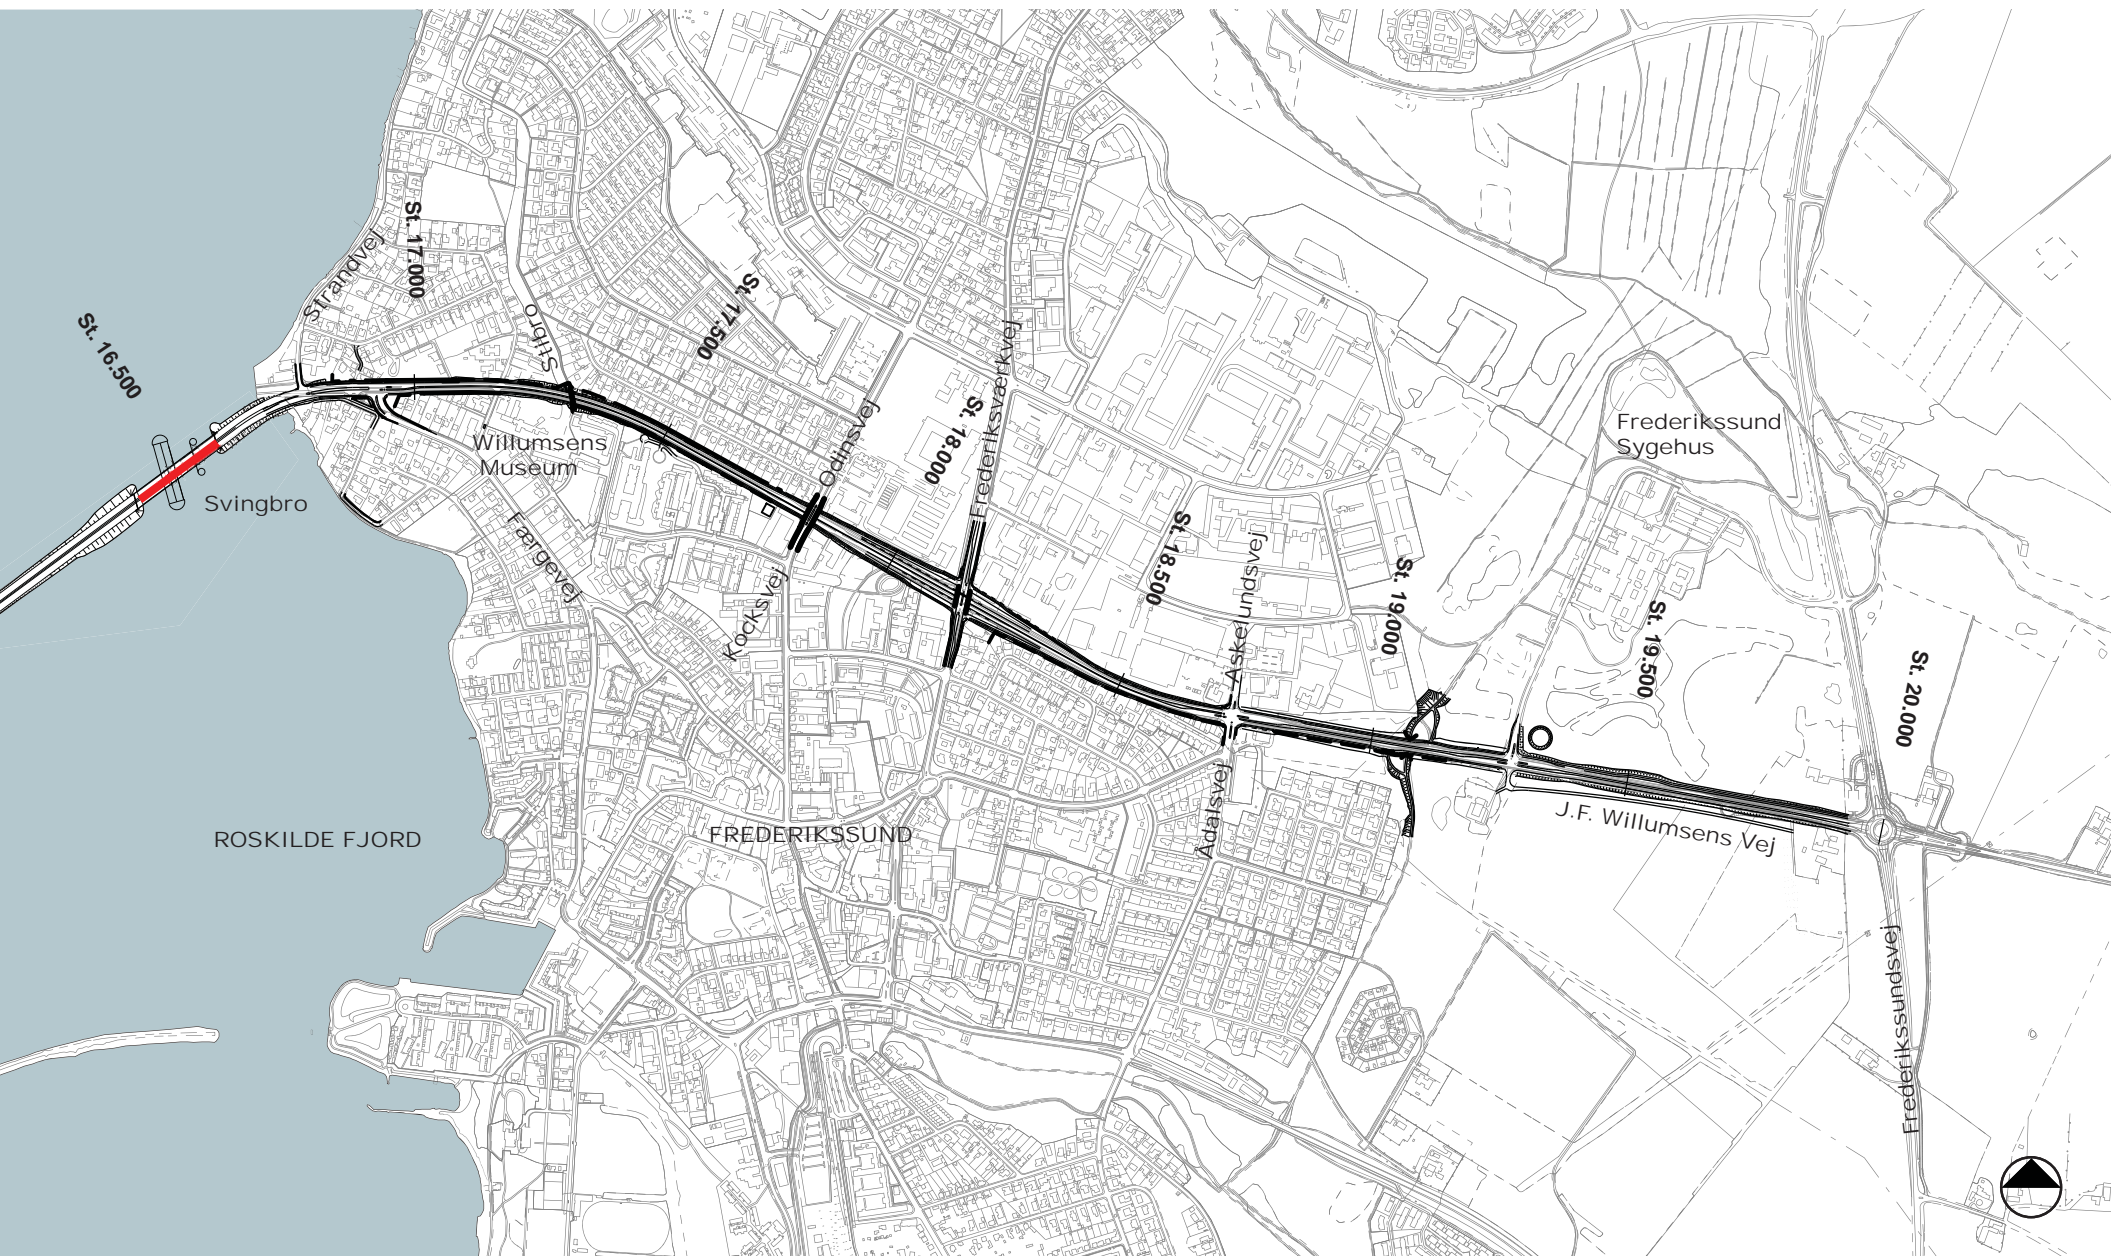 St. 16.500
Strandvej
St. 17.000
Stibro
St. 17.500
Svingbro
Willumsens
Museum
Færgevej
Kocksvej
Odinsvej
St. 18.000
Frederiksværkvej
St. 18.500
Askelundsvej
Ådalsvej
St. 19.000
Frederikssund
Sygehus
St. 19.500
St. 20.000
J.F. Willumsens Vej
ROSKILDE FJORD
FREDERIKSSUND
Frederikssundsvej